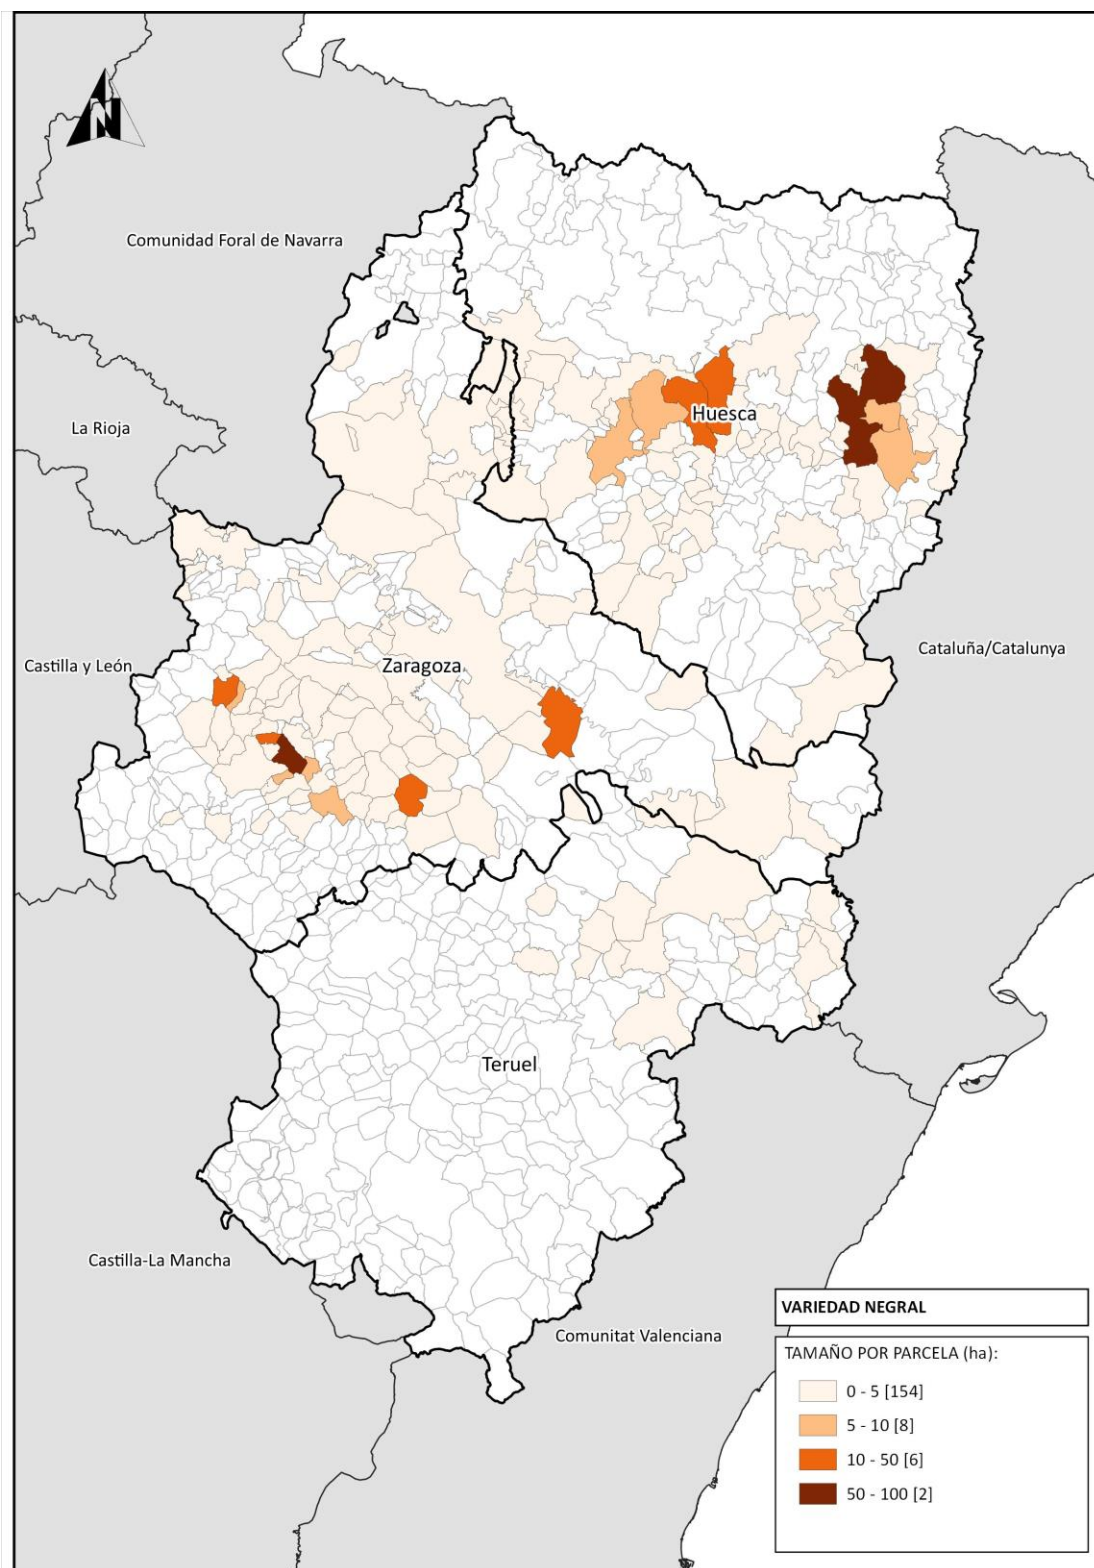 N
Comunidad Foral de Navarra
La Rioja
Huesca
Castilla y León
Zaragoza
Cataluña/Catalunya
Teruel
Castilla-La Mancha
Comunitat Valenciana
VARIEDAD NEGRAL
TAMAÑO POR PARCELA (ha):
0 - 5 [154]
5 - 10 [8]
10 - 50 [6]
50 - 100 [2]